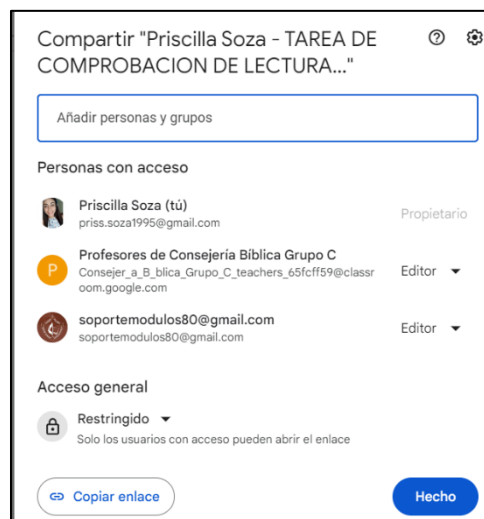 Compartir "Priscilla Soza - TAREA DE
COMPROBACION DE LECTURA..."
Añadir personas y grupos
Personas con acceso
Priscilla Soza (tú)
priss.soza1995@gmail.com
Propietario
P
Profesores de Consejería Bíblica Grupo C
Consejer_a_B_blica_Grupo_C_teachers_65fcff59@classr
oom.google.com
Editor
soportemodulos80@gmail.com
soportemodulos80@gmail.com
Editor
Acceso general
Restringido
Solo los usuarios con acceso pueden abrir el enlace
Copiar enlace
Hecho